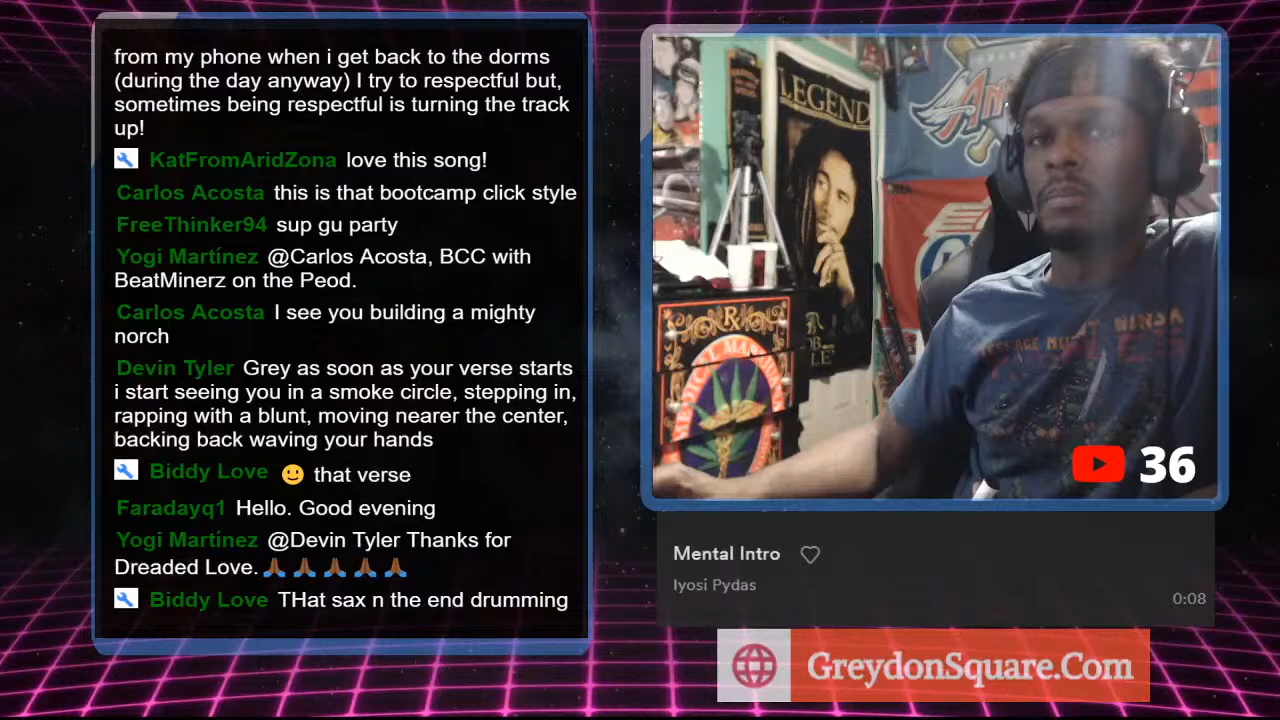 from my phone when i get back to the dorms
(during the day anyway) I try to respectful but,
sometimes being respectful is turning the track
up!
KatFromAridZona love this song!
Carlos Acosta this is that bootcamp click style
FreeThinker94 sup gu party
Yogi Martínez @Carlos Acosta, BCC with
BeatMinerz on the Peod.
Carlos Acosta I see you building a mighty
norch
Devin Tyler Grey as soon as your verse starts
i start seeing you in a smoke circle, stepping in,
rapping with a blunt, moving nearer the center,
backing back waving your hands
Biddy Love 🙂 that verse
Faradayq1 Hello. Good evening
Yogi Martínez @Devin Tyler Thanks for
Dreaded Love. 🙏🏾 🙏🏾 🙏🏾 🙏🏾 🙏🏾
Biddy Love THat sax n the end drumming
LEGEND
36
Mental Intro
Iyosi Pydas
0:08
GreydonSquare.Com